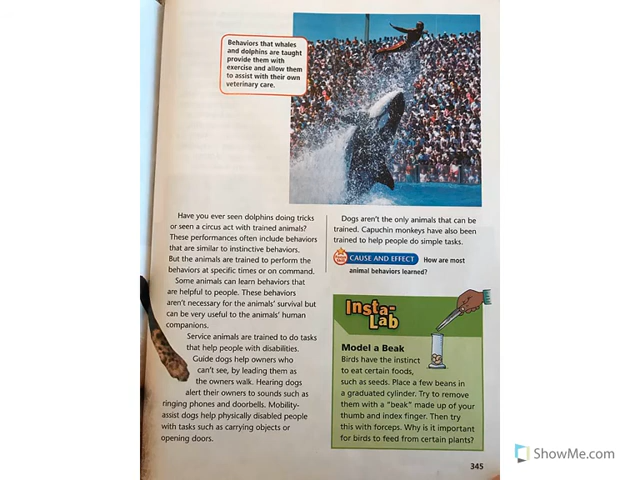 Behaviors that whales
and dolphins are taught
provide them with
exercise and allow them
to assist with their own
veterinary care.
Have you ever seen dolphins doing tricks
or seen a circus act with trained animals?
These performances often include behaviors
that are similar to instinctive behaviors.
But the animals are trained to perform the
behaviors at specific times or on command.
Some animals can learn behaviors that
are helpful to people. These behaviors
aren't necessary for the animals' survival but
can be very useful to the animals' human
companions.
Service animals are trained to do tasks
that help people with disabilities.
Guide dogs help owners who
can't see, by leading them as
the owners walk. Hearing dogs
alert their owners to sounds such as
ringing phones and doorbells. Mobility-
assist dogs help physically disabled people
with tasks such as carrying objects or
opening doors.
Dogs aren't the only animals that can be
trained. Capuchin monkeys have also been
trained to help people do simple tasks.
CAUSE AND EFFECT How are most
animal behaviors learned?
Insta-
Lab
Model a Beak
Birds have the instinct
to eat certain foods,
such as seeds. Place a few beans in
a graduated cylinder. Try to remove
them with a "beak" made up of your
thumb and index finger. Then try
this with forceps. Why is it important
for birds to feed from certain plants?
345
ShowMe.com